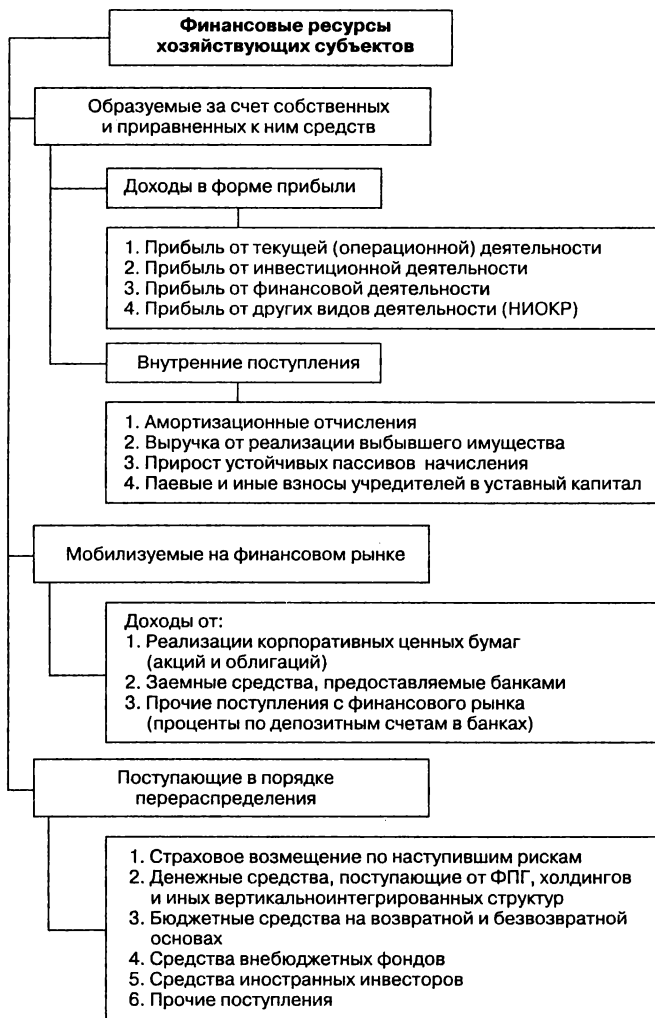 Финансовые ресурсы
хозяйствующих субъектов
Образуемые за счет собственных
и приравненных к ним средств
Доходы в форме прибыли
1. Прибыль от текущей (операционной) деятельности
2. Прибыль от инвестиционной деятельности
3. Прибыль от финансовой деятельности
4. Прибыль от других видов деятельности (НИОКР)
Внутренние поступления
1. Амортизационные отчисления
2. Выручка от реализации выбывшего имущества
3. Прирост устойчивых пассивов начисления
4. Паевые и иные взносы учредителей в уставный капитал
Мобилизуемые на финансовом рынке
Доходы от:
1. Реализации корпоративных ценных бумаг
(акций и облигаций)
2. Заемные средства, предоставляемые банками
3. Прочие поступления с финансового рынка
(проценты по депозитным счетам в банках)
Поступающие в порядке
перераспределения
1. Страховое возмещение по наступившим рискам
2. Денежные средства, поступающие от ФПГ, холдингов
и иных вертикальноинтегрированных структур
3. Бюджетные средства на возвратной и безвозвратной
основах
4. Средства внебюджетных фондов
5. Средства иностранных инвесторов
6. Прочие поступления